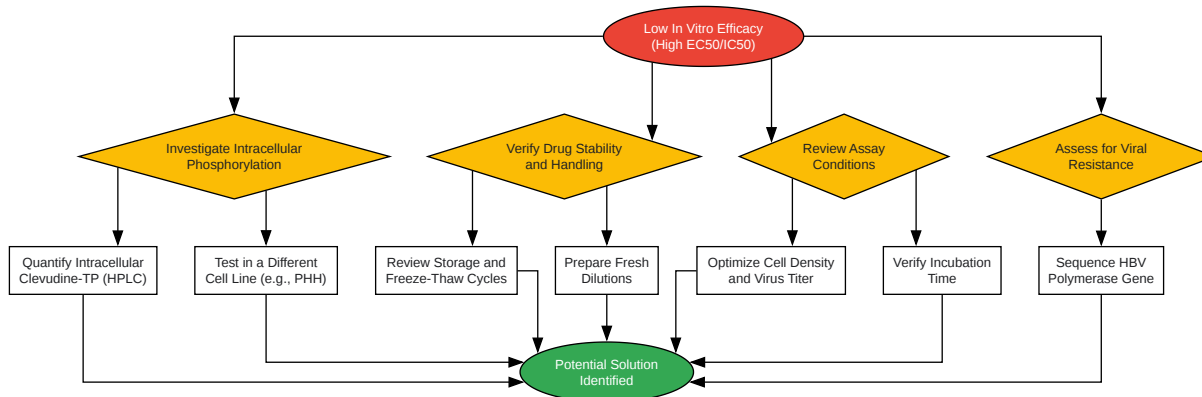 Low In Vitro Efficacy
(High EC50/IC50)
Investigate Intracellular
Phosphorylation
Verify Drug Stability
and Handling
Review Assay
Conditions
Assess for Viral
Resistance
Quantify Intracellular
Clevudine-TP (HPLC)
Test in a Different
Cell Line (e.g., PHH)
Review Storage and
Freeze-Thaw Cycles
Prepare Fresh
Dilutions
Optimize Cell Density
and Virus Titer
Verify Incubation
Time
Sequence HBV
Polymerase Gene
Potential Solution
Identified